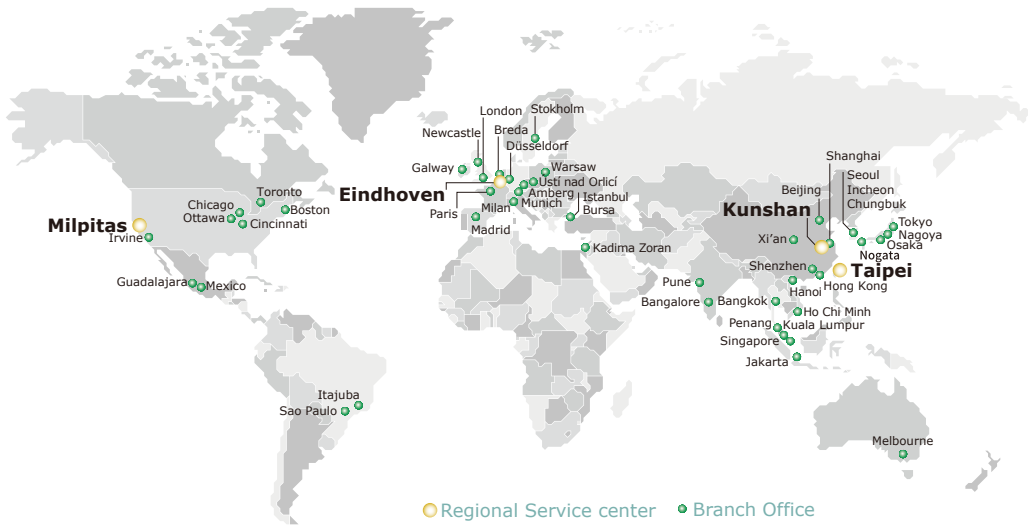 London
Stokholm
Newcastle
Breda
Düsseldorf
Galway
Warsaw
Eindhoven
Ustí nad Orlicí
Amberg
Munich
Istanbul
Bursa
Paris
Milan
Madrid
Kadima Zoran
Toronto
Chicago
Ottawa
Boston
Cincinnati
Milpitas
Irvine
Guadalajara
Mexico
Itajuba
Sao Paulo
Shanghai
Seoul
Incheon
Chungbuk
Beijing
Kunshan
Tokyo
Nagoya
Osaka
Nogata
Xi'an
Shenzhen
Taipei
Hong Kong
Pune
Hanoi
Bangalore
Bangkok
Ho Chi Minh
Penang
Kuala Lumpur
Singapore
Jakarta
Melbourne
Regional Service center
Branch Office